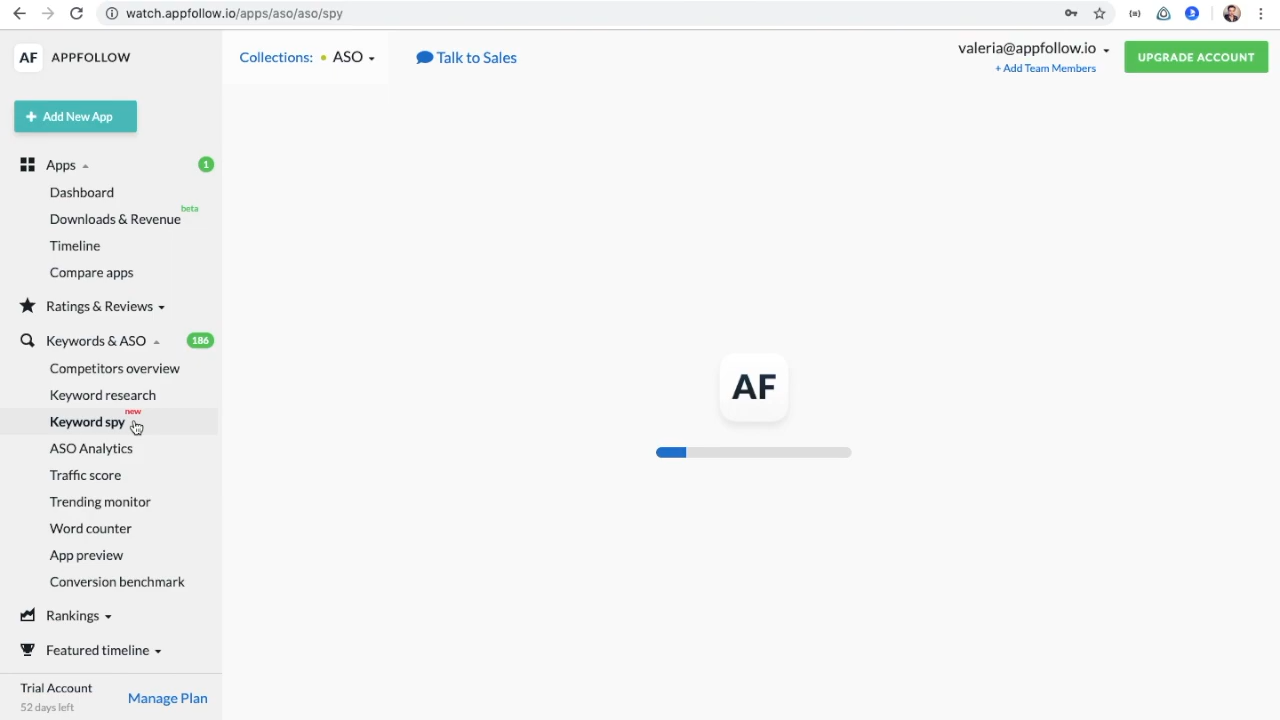 watch.appfollow.io/apps/aso/aso/spy
AF APPFOLLOW
Collections: ASO
Talk to Sales
valeria@appfollow.io
+ Add Team Members
UPGRADE ACCOUNT
+ Add New App
Apps 1
Dashboard
Downloads & Revenue beta
Timeline
Compare apps
Ratings & Reviews
Keywords & ASO 186
Competitors overview
Keyword research
Keyword spy new
ASO Analytics
Traffic score
Trending monitor
Word counter
App preview
Conversion benchmark
Rankings
Featured timeline
Trial Account
52 days left
Manage Plan
AF